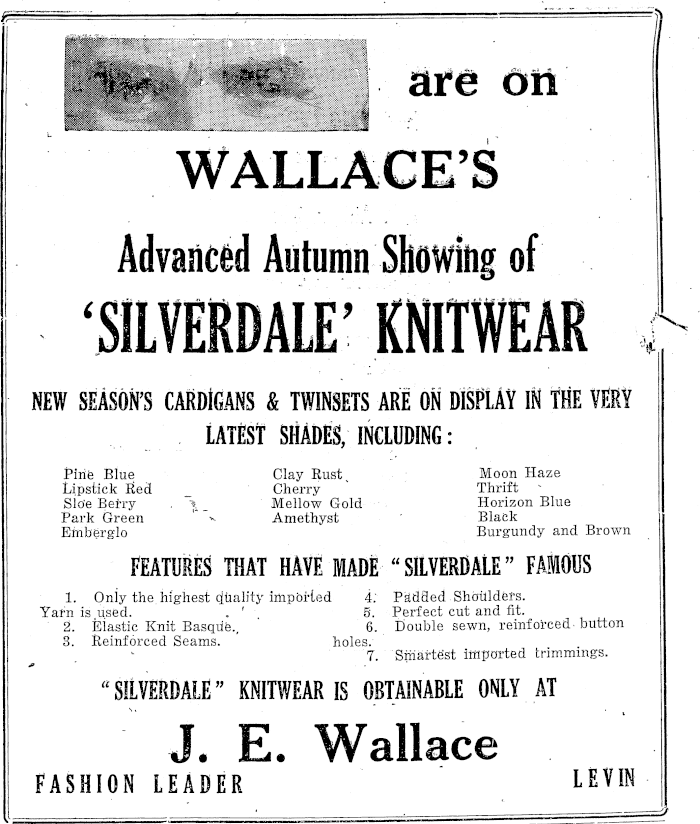 are on
WALLACE'S
Advanced Autumn Showing of
'SILVERDALE' KNITWEAR
NEW SEASON'S CARDIGANS & TWINSETS ARE ON DISPLAY IN THE VERY
LATEST SHADES, INCLUDING :
Pine Blue
Lipstick Red
Sloe Berry
Park Green
Emberglo
Clay Rust
Cherry
Mellow Gold
Amethyst
Moon Haze
Thrift
Horizon Blue
Black
Burgundy and Brown
FEATURES THAT HAVE MADE "SILVERDALE" FAMOUS
1. Only the highest quality imported
Yarn is used.
2. Elastic Knit Basque.
3. Reinforced Seams.
4. Padded Shoulders.
5. Perfect cut and fit.
6. Double sewn, reinforced button
holes.
7. Smartest imported trimmings.
"SILVERDALE" KNITWEAR IS OBTAINABLE ONLY AT
J. E. Wallace
FASHION LEADER
LEVIN